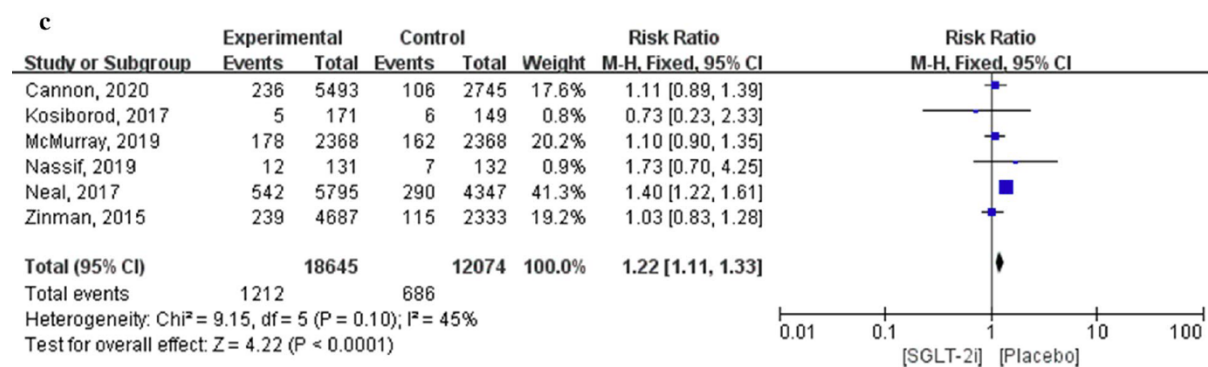 c
Experimental Control Risk Ratio Risk Ratio
Study or Subgroup Events Total Events Total Weight M-H, Fixed, 95% CI M-H, Fixed, 95% CI
Cannon, 2020 236 5493 106 2745 17.6% 1.11 [0.89, 1.39]
Kosiborod, 2017 5 171 6 149 0.8% 0.73 [0.23, 2.33]
McMurray, 2019 178 2368 162 2368 20.2% 1.10 [0.90, 1.35]
Nassif, 2019 12 131 7 132 0.9% 1.73 [0.70, 4.25]
Neal, 2017 542 5795 290 4347 41.3% 1.40 [1.22, 1.61]
Zinman, 2015 239 4687 115 2333 19.2% 1.03 [0.83, 1.28]
Total (95% CI) 18645 12074 100.0% 1.22 [1.11, 1.33]
Total events 1212 686
Heterogeneity: Chi² = 9.15, df = 5 (P = 0.10); I² = 45%
Test for overall effect: Z = 4.22 (P < 0.0001)
0.01 0.1 1 10 100
[SGLT-2i] [Placebo]